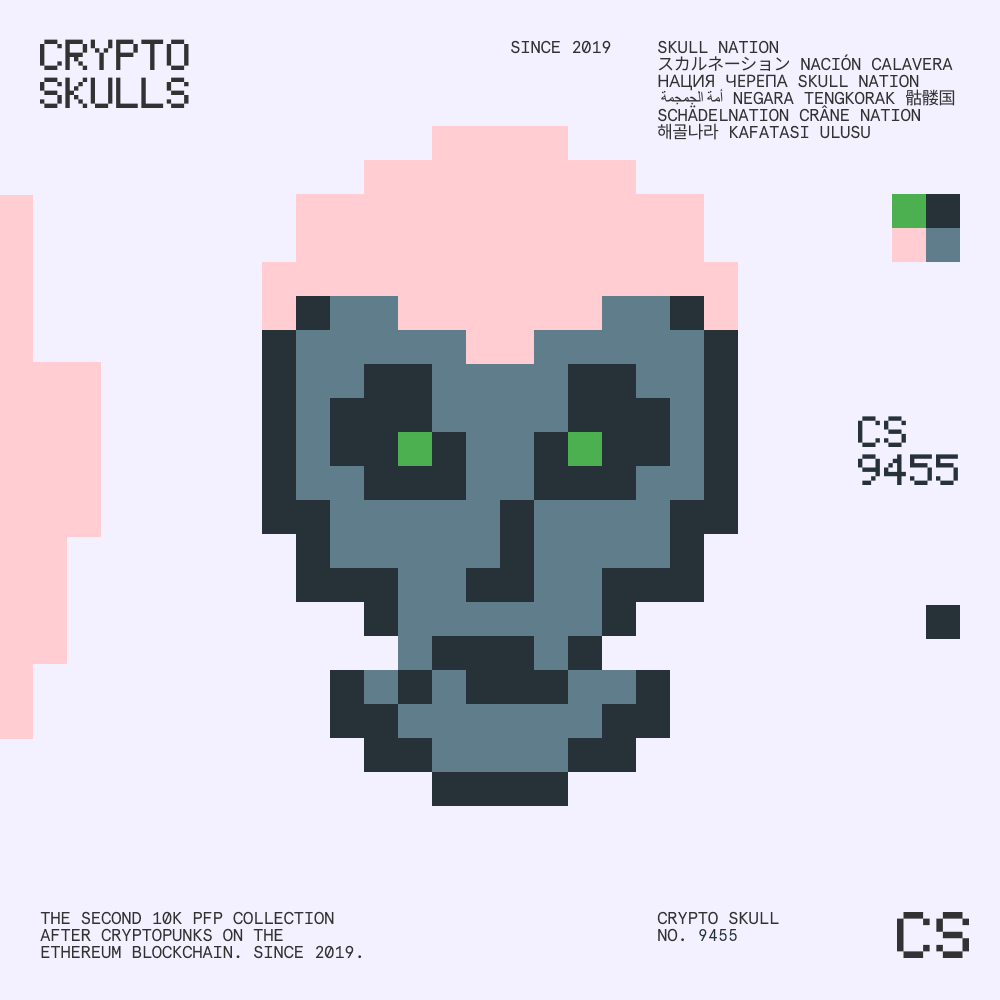 CRYPTO
SKULLS
SINCE 2019
SKULL NATION
スカルネーション NACIÓN CALAVERA
НАЦИЯ ЧЕРЕПА SKULL NATION
أمة الجمجمة NEGARA TENGKORAK 骷髅国
SCHÄDELNATION CRÂNE NATION
해골나라 KAFATASI ULUSU
CS
9455
THE SECOND 10K PFP COLLECTION
AFTER CRYPTOPUNKS ON THE
ETHEREUM BLOCKCHAIN. SINCE 2019.
CRYPTO SKULL
NO. 9455
CS